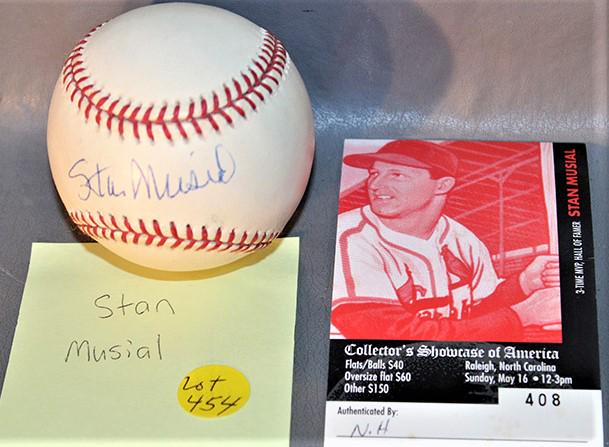 Stan Musial
Stan
Musial
Lot
454
3-TIME MVP, HALL OF FAMER STAN MUSIAL
Collector's Showcase of America
Flats/Balls $40
Oversize flat $60
Other $150
Raleigh, North Carolina
Sunday, May 16 • 12-3pm
408
Authenticated By:
N.H